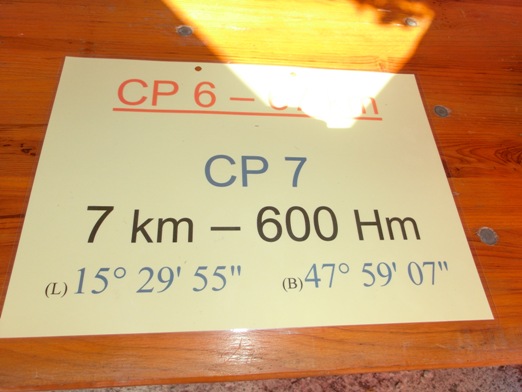 CP 6 –
CP 7
7 km – 600 Hm
(L) 15° 29' 55" (B) 47° 59' 07"